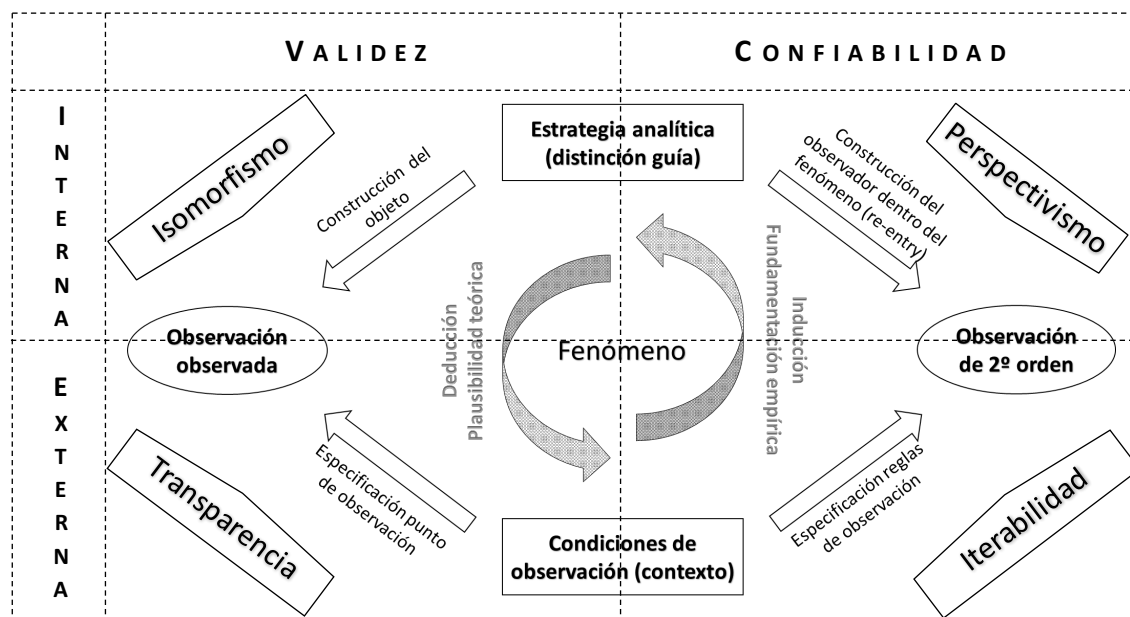 VALIDEZ
CONFIABILIDAD
INTERNA
Isomorfismo
Construcción del
objeto
Estrategia analítica
(distinción guía)
Construcción del
observador dentro del
fenómeno (re-entry)
Perspectivismo
Observación
observada
Deducción
Plausibilidad teórica
Fenómeno
Inducción
Fundamentación empírica
Observación
de 2º orden
EXTERNA
Transparencia
Especificación punto
de observación
Condiciones de
observación (contexto)
Especificación reglas
de observación
Iterabilidad